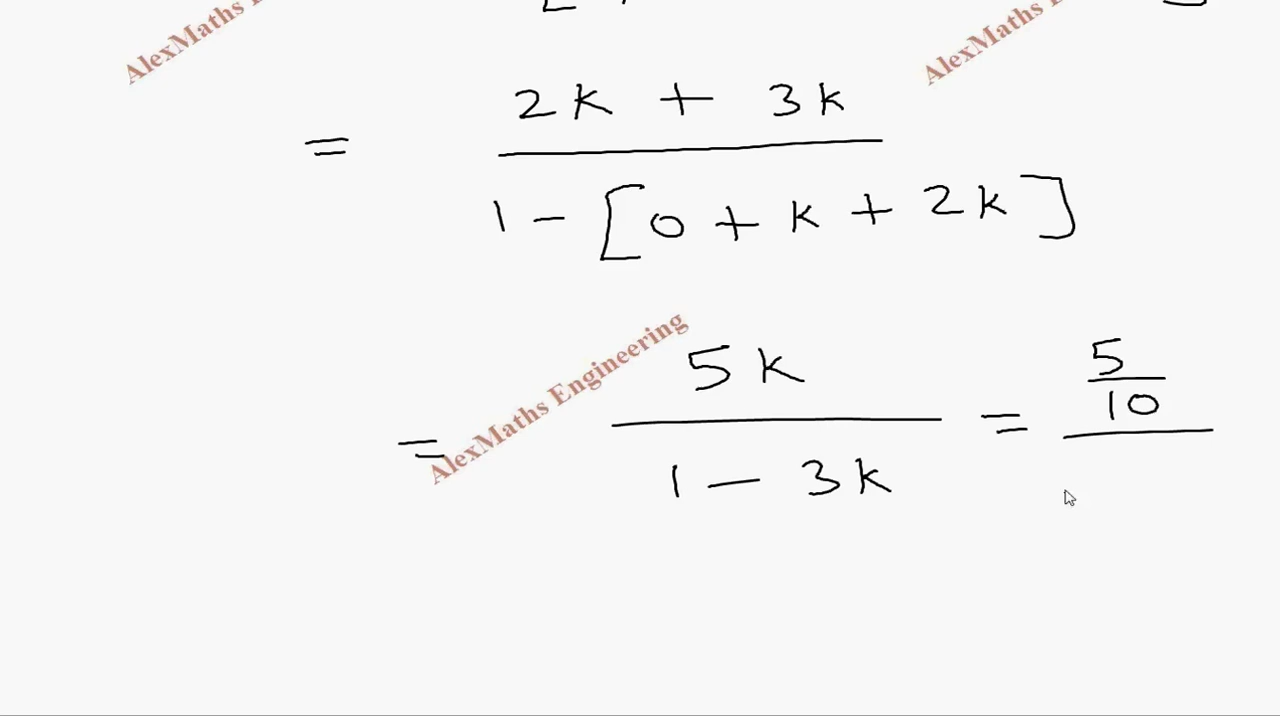 AlexMaths E
AlexMaths E
2k + 3k
=
1 - [0 + k + 2k]
AlexMaths Engineering
5k
5
10
=
=
1 - 3k